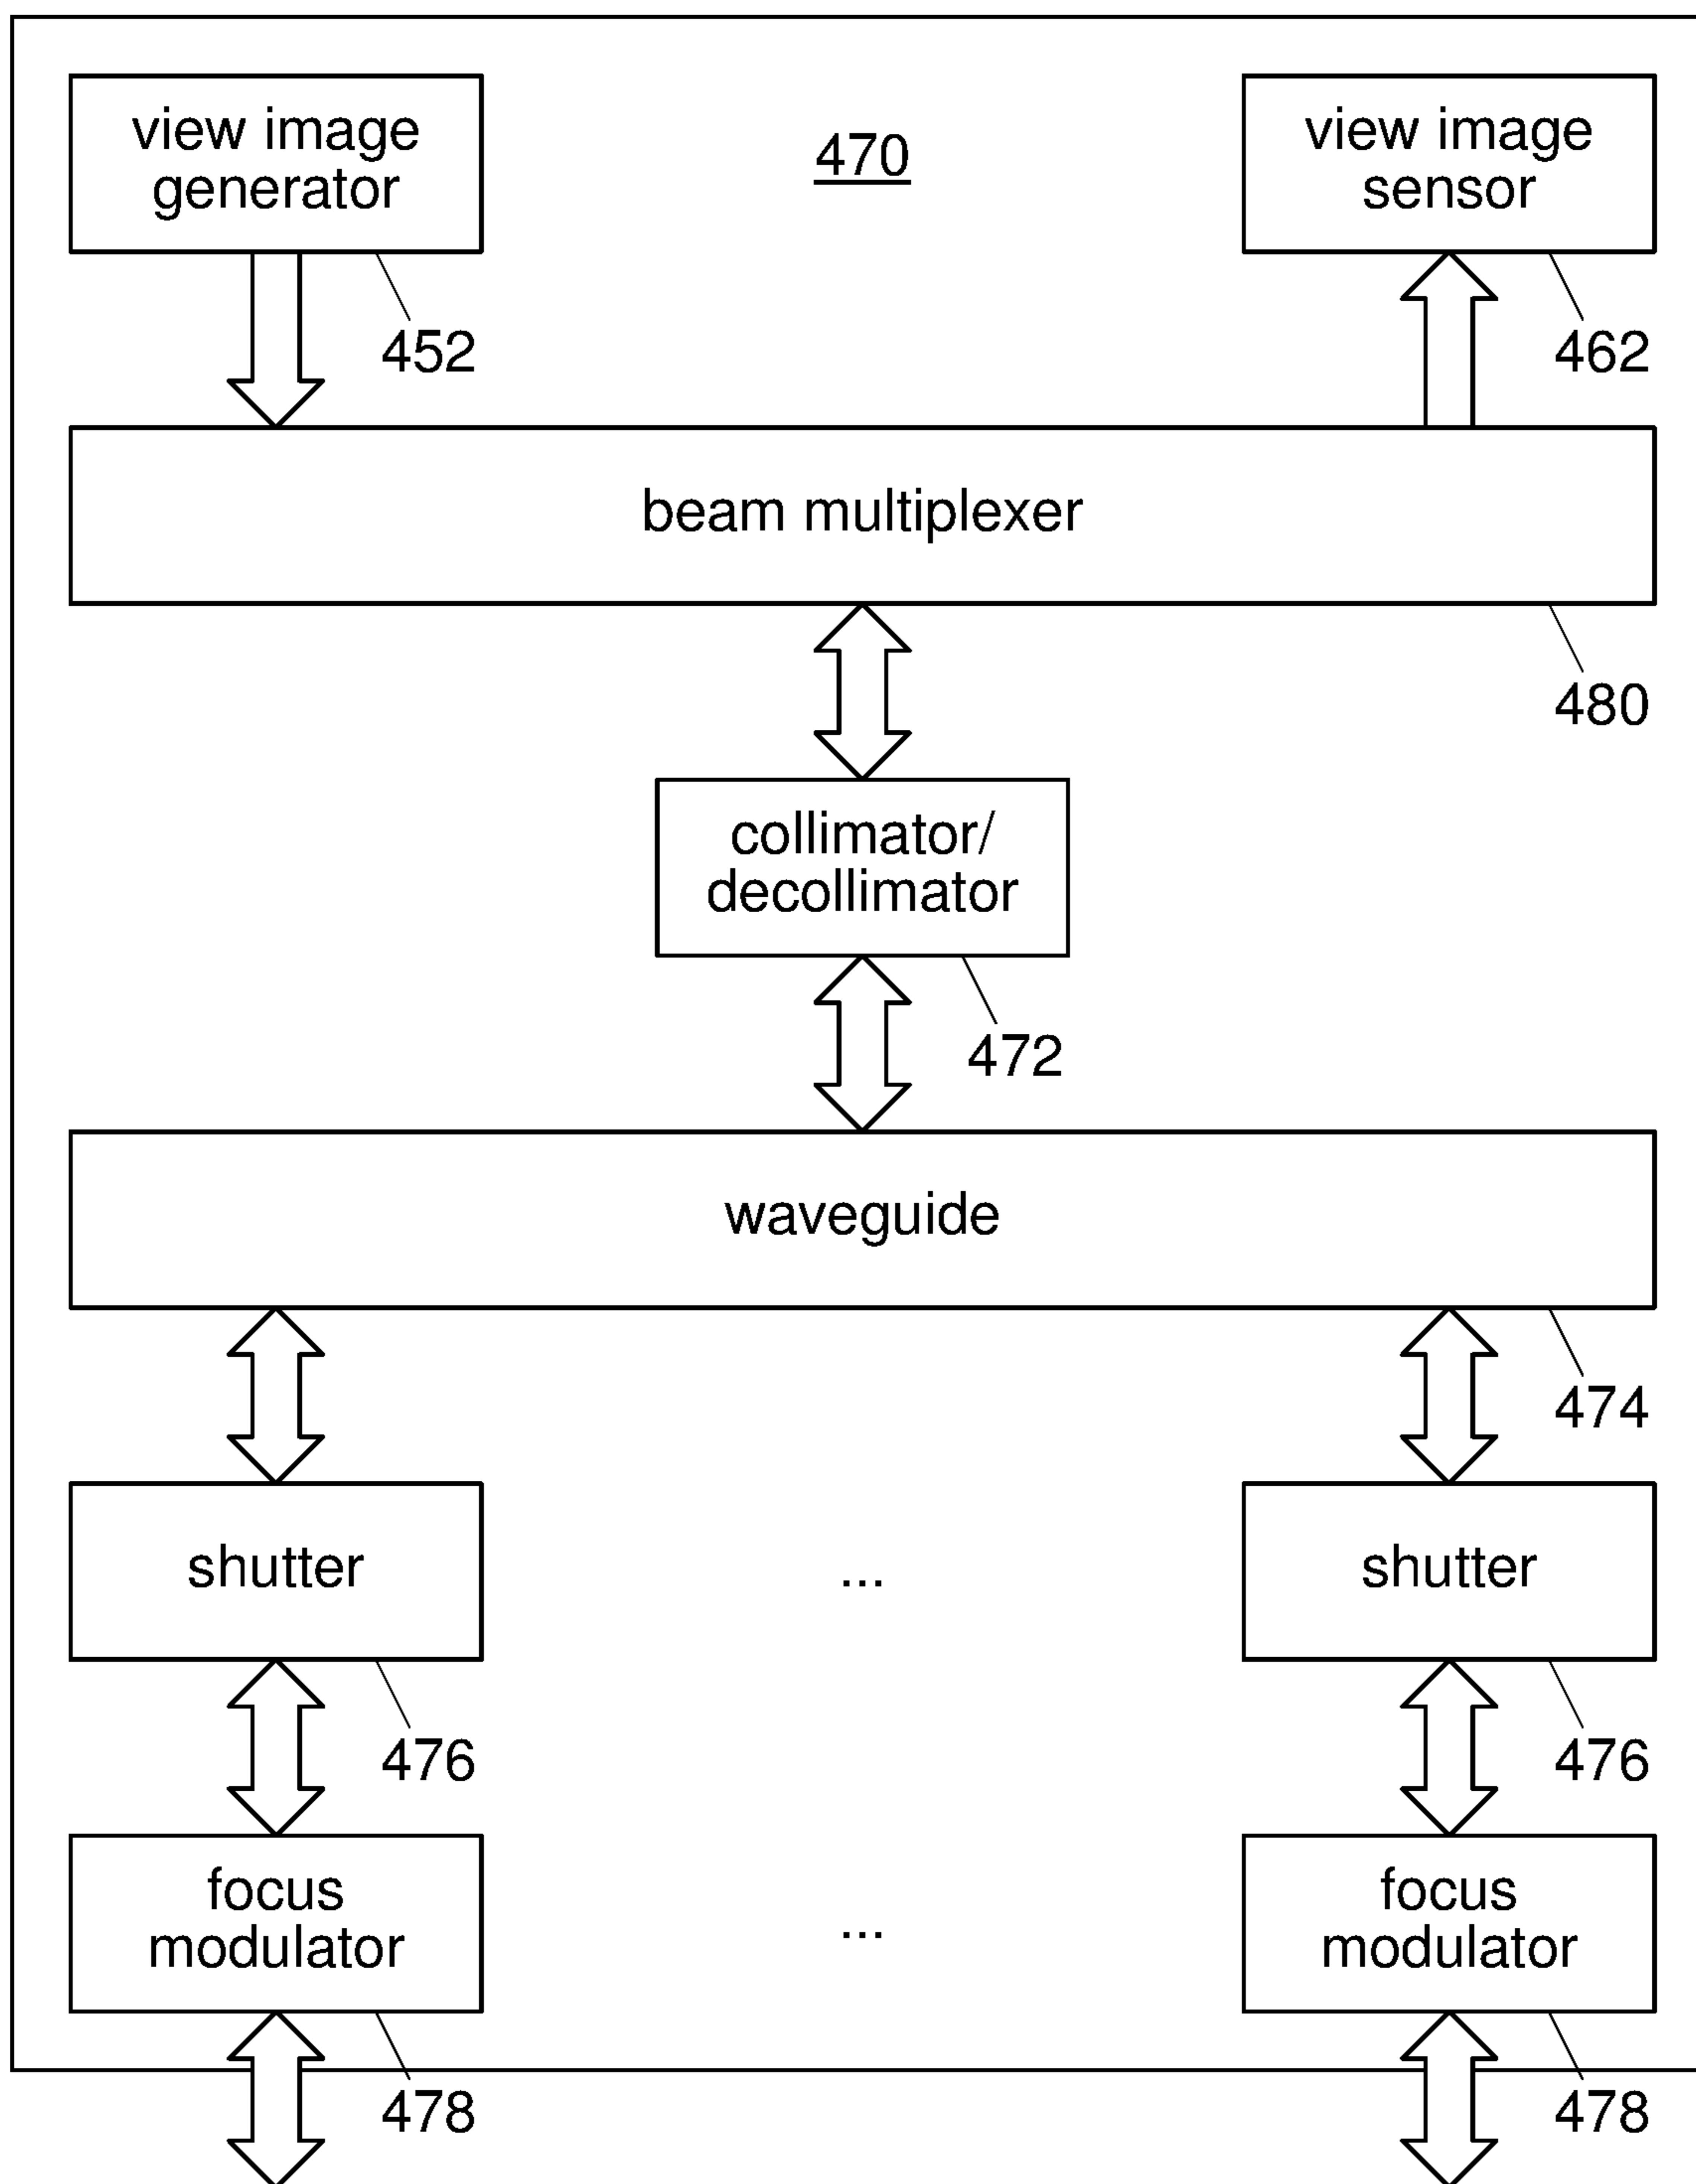 view image
generator
470
view image
sensor
452
462
beam multiplexer
480
collimator/
decollimator
472
waveguide
474
shutter
...
shutter
476
476
focus
modulator
...
focus
modulator
478
478